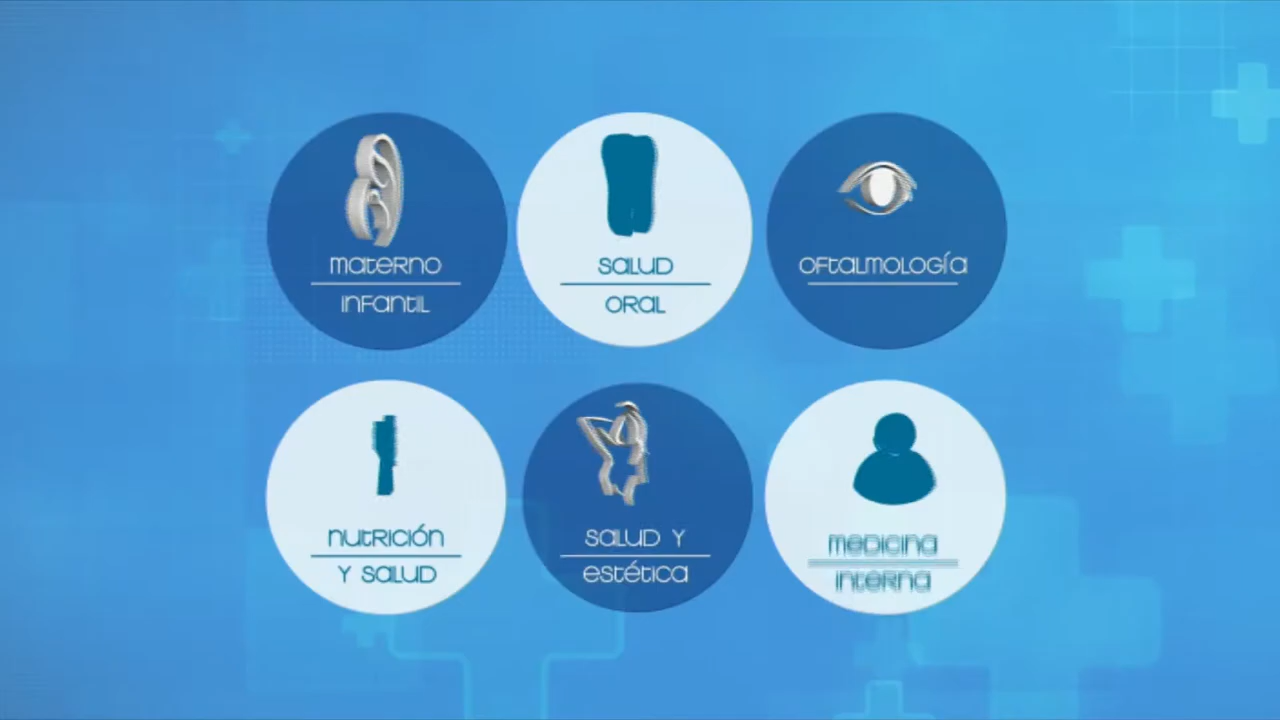 MATERNO
INFANTIL
SALUD
ORAL
OFTALMOLOGÍA
NUTRICIÓN
Y SALUD
SALUD Y
ESTÉTICA
MEDICINA
INTERNA